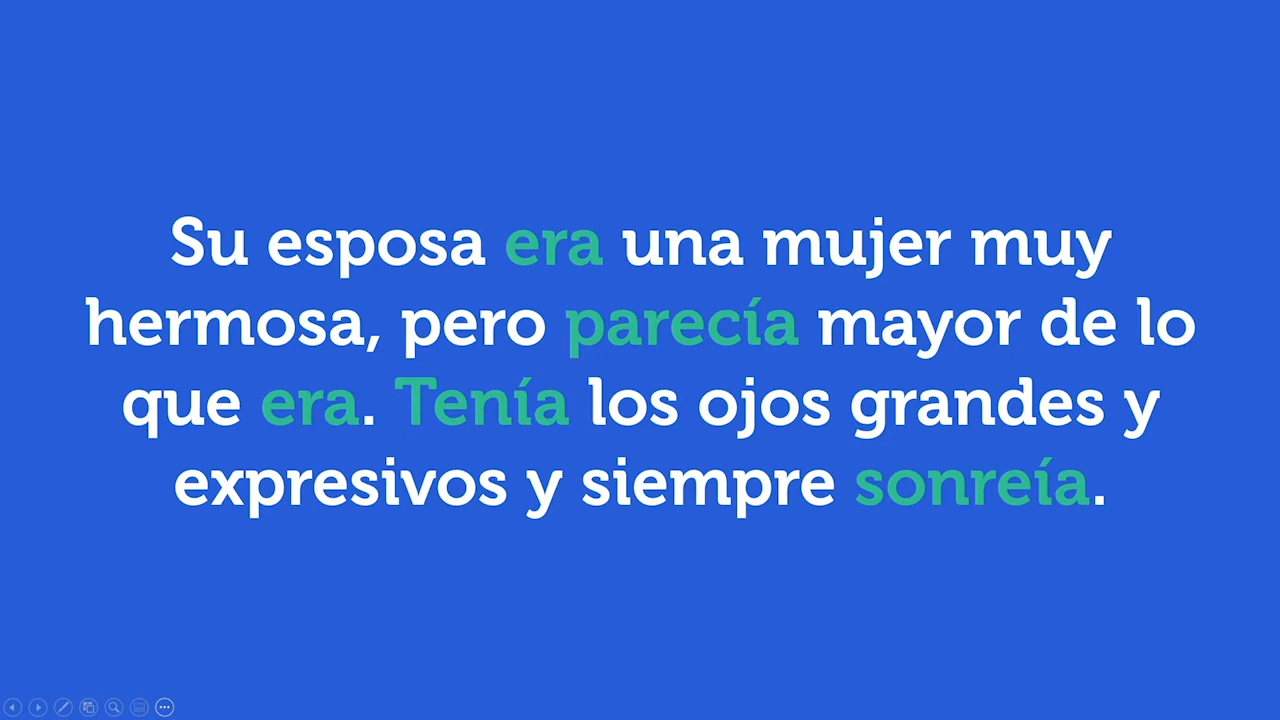 Su esposa era una mujer muy
hermosa, pero parecía mayor de lo
que era. Tenía los ojos grandes y
expresivos y siempre sonreía.